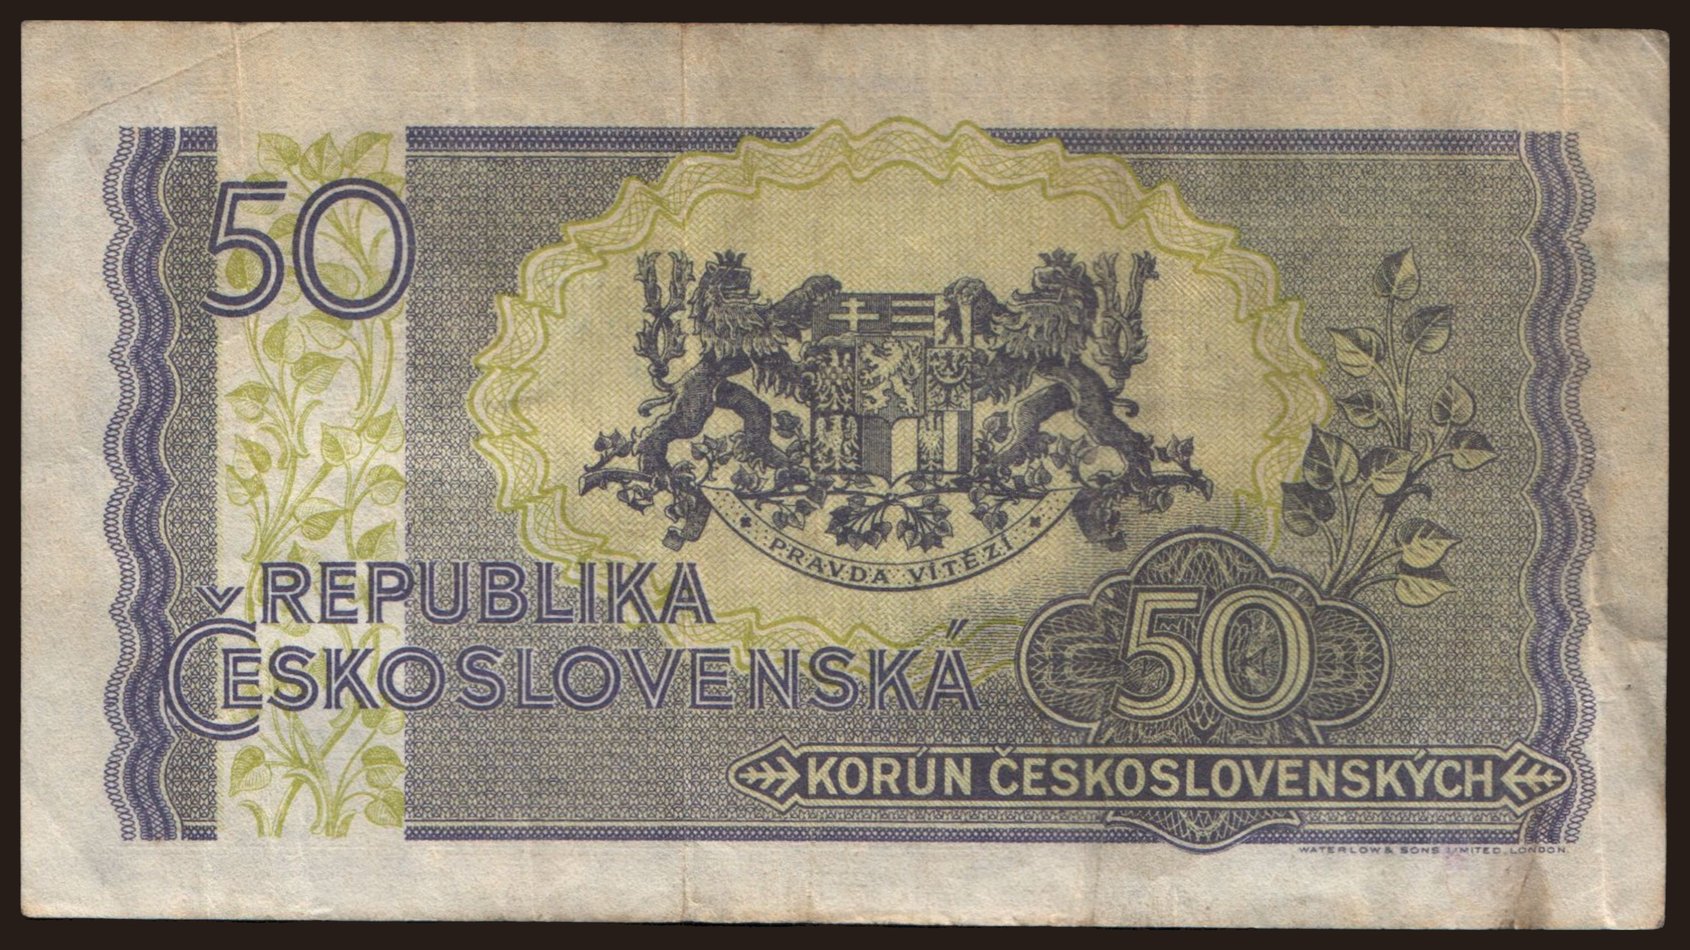 50
PRAVDA VÍTĚZÍ
REPUBLIKA
ČESKOSLOVENSKÁ
50
KORÚN ČESKOSLOVENSKÝCH
WATERLOW & SONS LIMITED, LONDON.